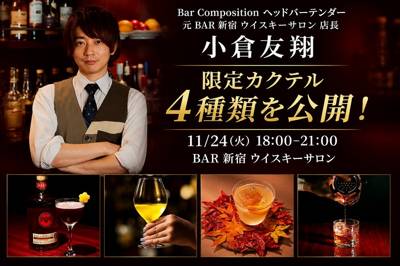 Bar Composition ヘッドバーテンダー
元 BAR 新宿 ウイスキーサロン 店長
小倉友翔
限定カクテル
4種類を公開！
11/24(火) 18:00-21:00
BAR 新宿 ウイスキーサロン